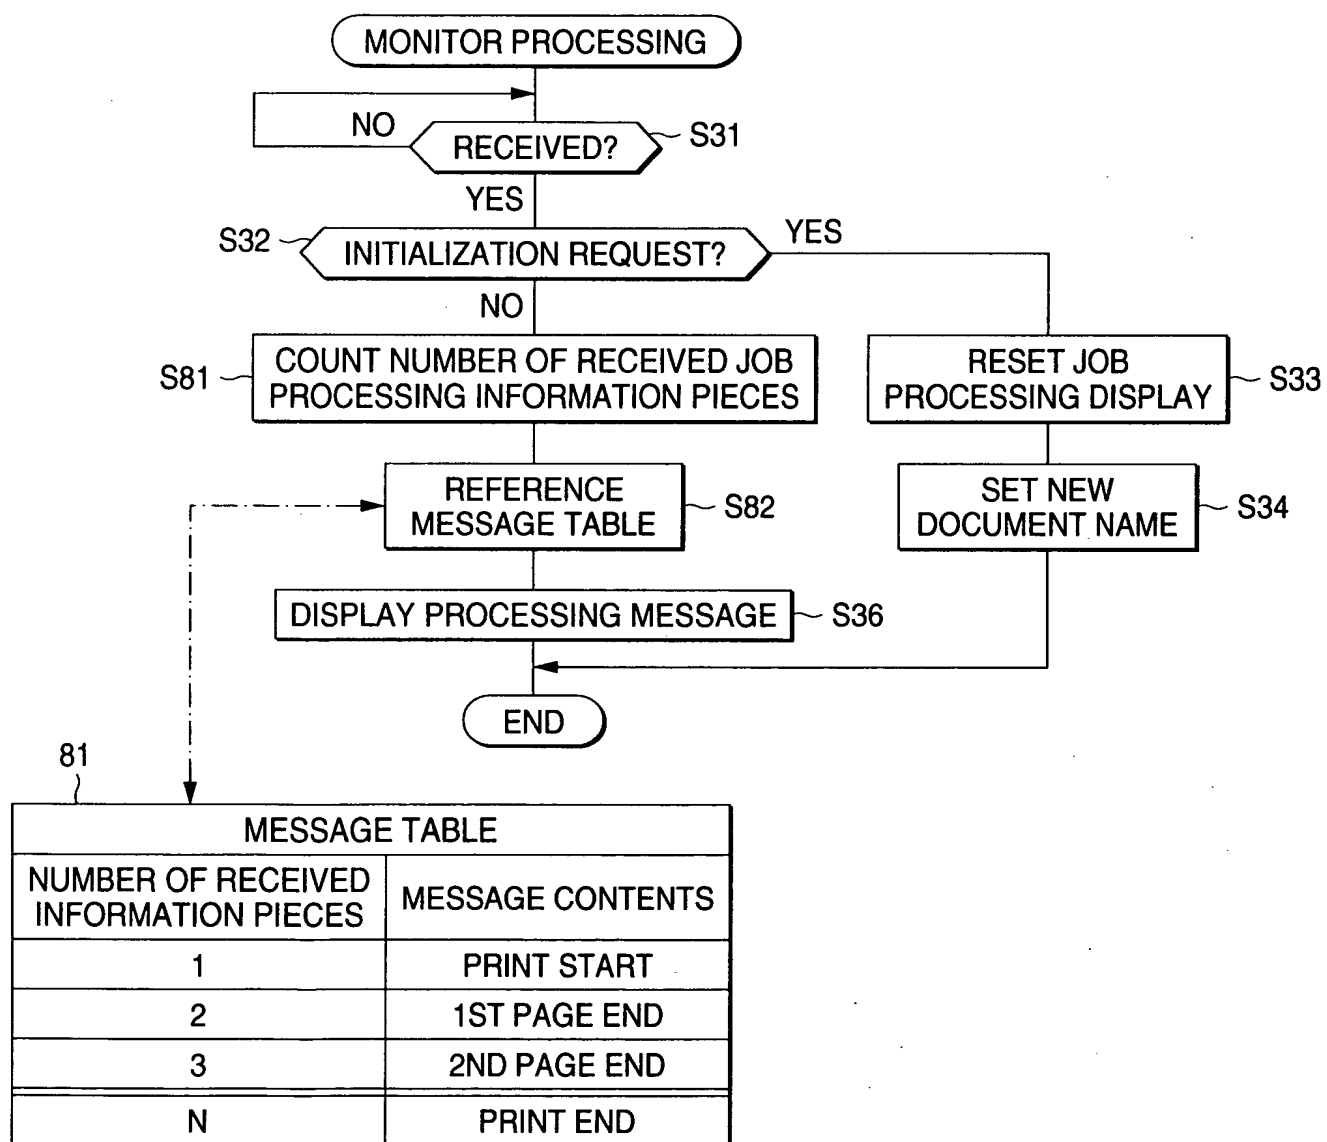 MONITOR PROCESSING
NO
RECEIVED?
S31
YES
S32
INITIALIZATION REQUEST?
YES
NO
S81
COUNT NUMBER OF RECEIVED JOB
PROCESSING INFORMATION PIECES
RESET JOB
PROCESSING DISPLAY
S33
REFERENCE
MESSAGE TABLE
S82
SET NEW
DOCUMENT NAME
S34
DISPLAY PROCESSING MESSAGE
S36
END
81
MESSAGE TABLE
NUMBER OF RECEIVED
INFORMATION PIECES
MESSAGE CONTENTS
1
PRINT START
2
1ST PAGE END
3
2ND PAGE END
N
PRINT END